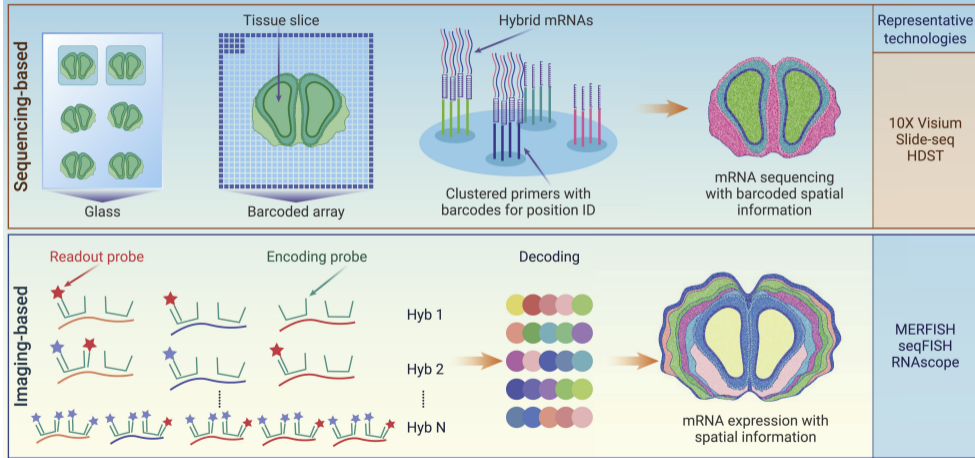 Sequencing-based
Tissue slice
Hybrid mRNAs
Glass
Barcoded array
Clustered primers with
barcodes for position ID
mRNA sequencing
with barcoded spatial
information
Representative
technologies
10X Visium
Slide-seq
HDST
Imaging-based
Readout probe
Encoding probe
Decoding
Hyb 1
Hyb 2
Hyb N
mRNA expression with
spatial information
MERFISH
seqFISH
RNAscope